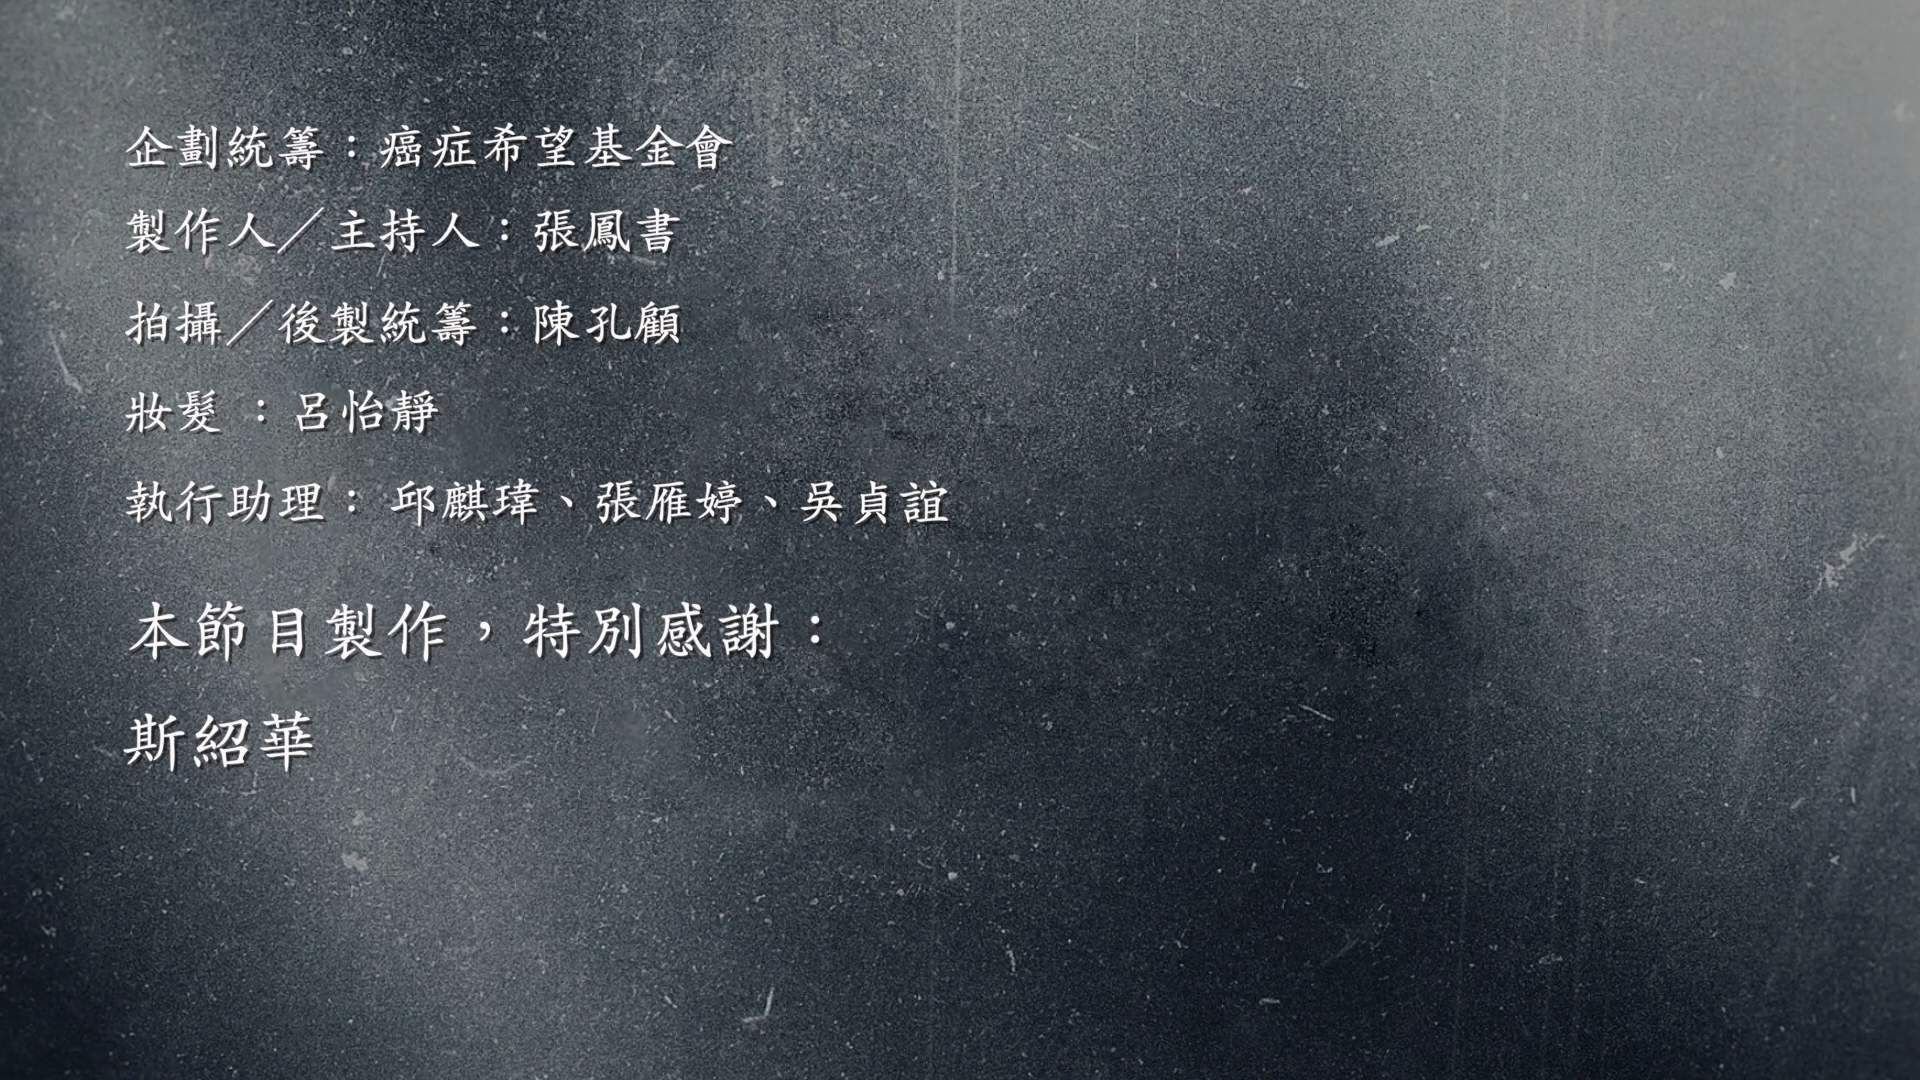 企劃統籌：癌症希望基金會
製作人／主持人：張鳳書
拍攝／後製統籌：陳孔顧
妝髮 ：呂怡靜
執行助理： 邱麒瑋、張雁婷、吳貞誼
本節目製作，特別感謝：
斯紹華